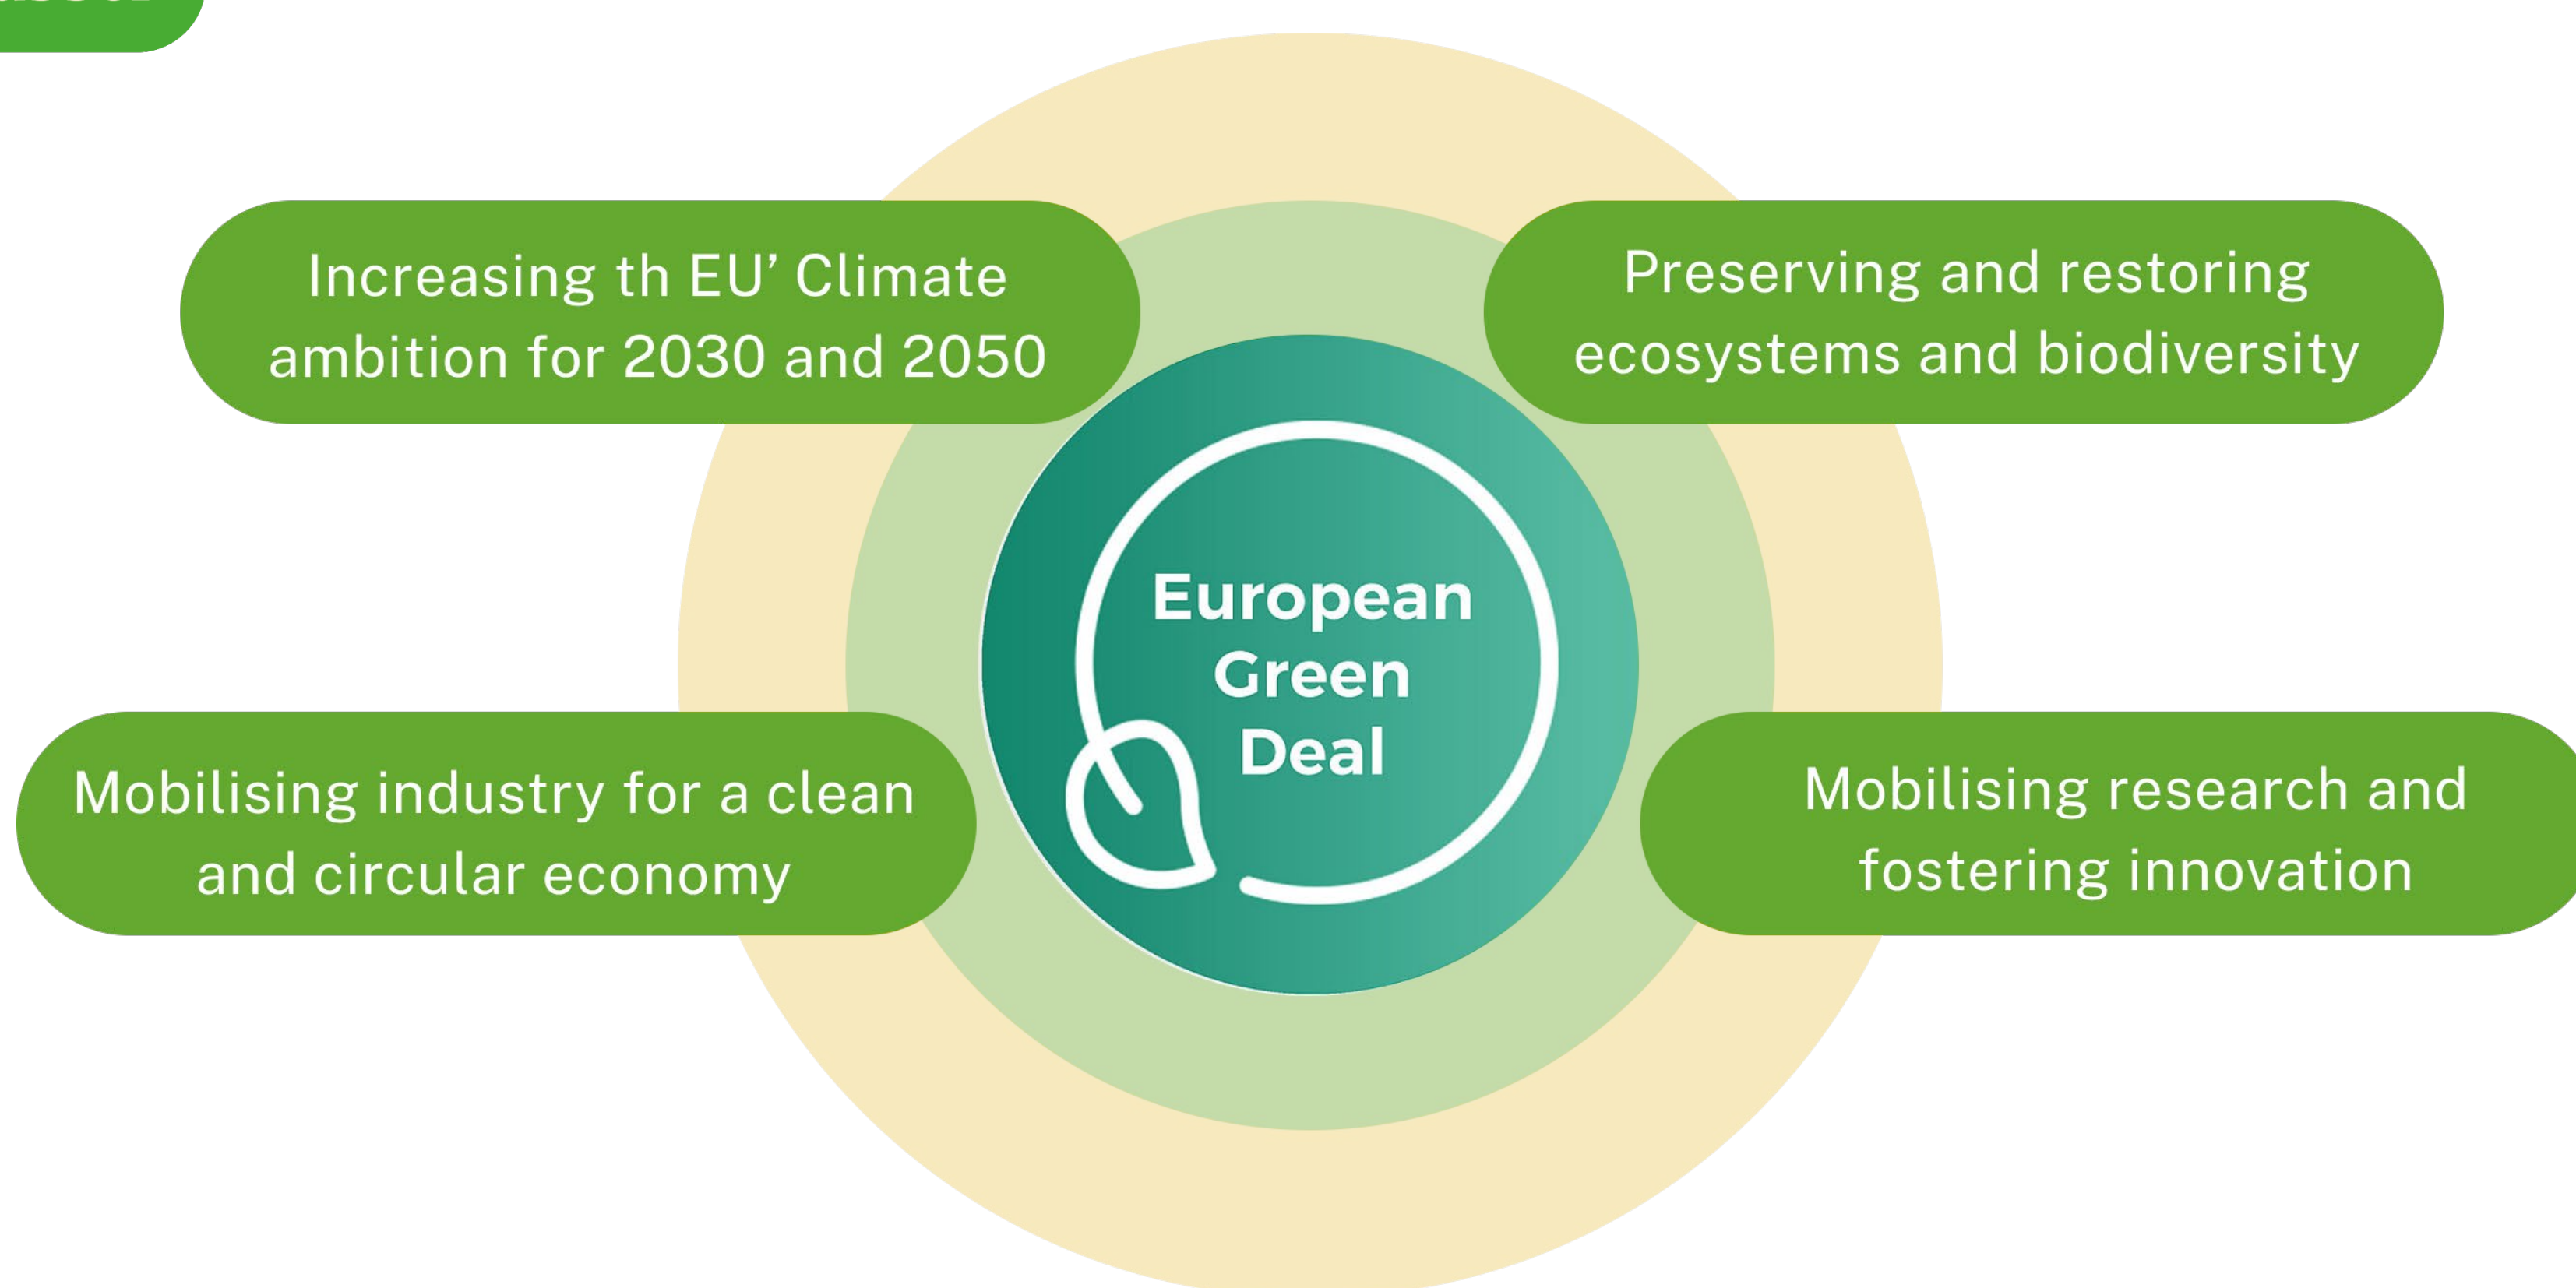 Increasing th EU’ Climate
ambition for 2030 and 2050
Preserving and restoring
ecosystems and biodiversity
European
Green
Deal
Mobilising industry for a clean
and circular economy
Mobilising research and
fostering innovation